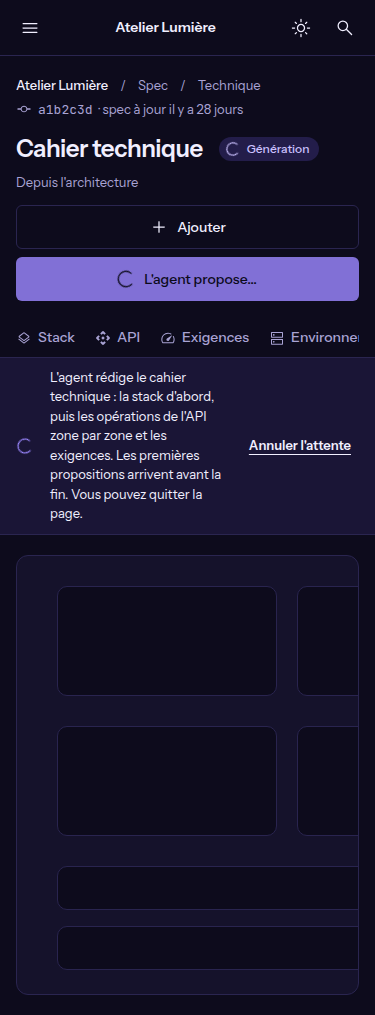 Atelier Lumière
Atelier Lumière / Spec / Technique
a1b2c3d · spec à jour il y a 28 jours
Cahier technique
Génération
Depuis l'architecture
Ajouter
L'agent propose…
Stack API Exigences Environne
L'agent rédige le cahier
technique : la stack d'abord,
puis les opérations de l'API
zone par zone et les
exigences. Les premières
propositions arrivent avant la
fin. Vous pouvez quitter la
page.
Annuler l'attente